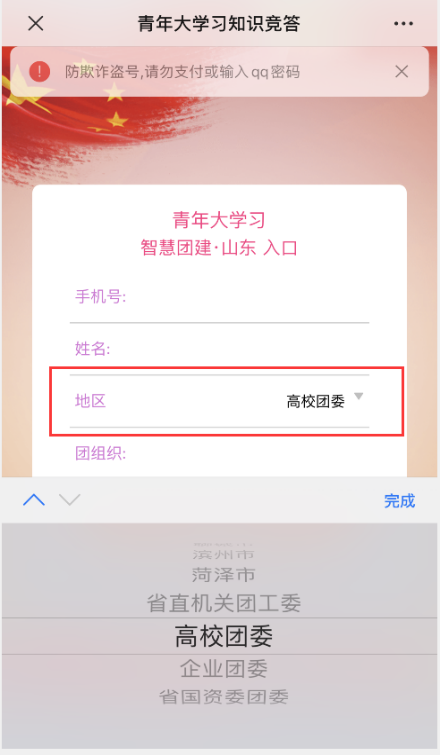 青年大学习知识竞答
防欺诈盗号,请勿支付或输入qq密码
青年大学习
智慧团建·山东 入口
手机号:
姓名:
地区 高校团委
团组织:
完成
滨州市
菏泽市
省直机关团工委
高校团委
企业团委
省国资委团委